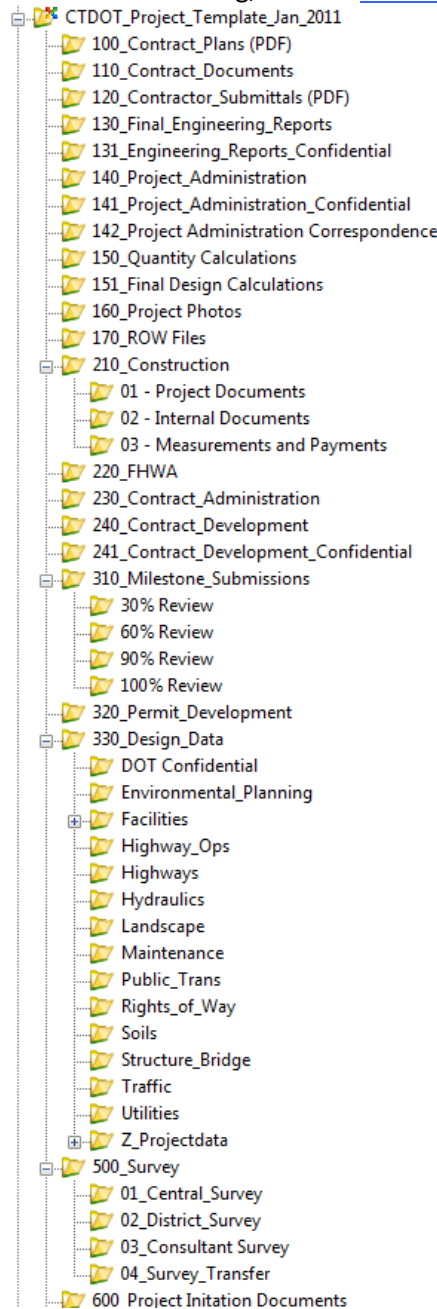 CTDOT_Project_Template_Jan_2011
100_Contract_Plans (PDF)
110_Contract_Documents
120_Contractor_Submittals (PDF)
130_Final_Engineering_Reports
131_Engineering_Reports_Confidential
140_Project_Administration
141_Project_Administration_Confidential
142_Project Administration Correspondence
150_Quantity Calculations
151_Final Design Calculations
160_Project Photos
170_ROW Files
210_Construction
01 - Project Documents
02 - Internal Documents
03 - Measurements and Payments
220_FHWA
230_Contract_Administration
240_Contract_Development
241_Contract_Development_Confidential
310_Milestone_Submissions
30% Review
60% Review
90% Review
100% Review
320_Permit_Development
330_Design_Data
DOT Confidential
Environmental_Planning
Facilities
Highway_Ops
Highways
Hydraulics
Landscape
Maintenance
Public_Trans
Rights_of_Way
Soils
Structure_Bridge
Traffic
Utilities
Z_Projectdata
500_Survey
01_Central_Survey
02_District_Survey
03_Consultant Survey
04_Survey_Transfer
600_Project Initation Documents